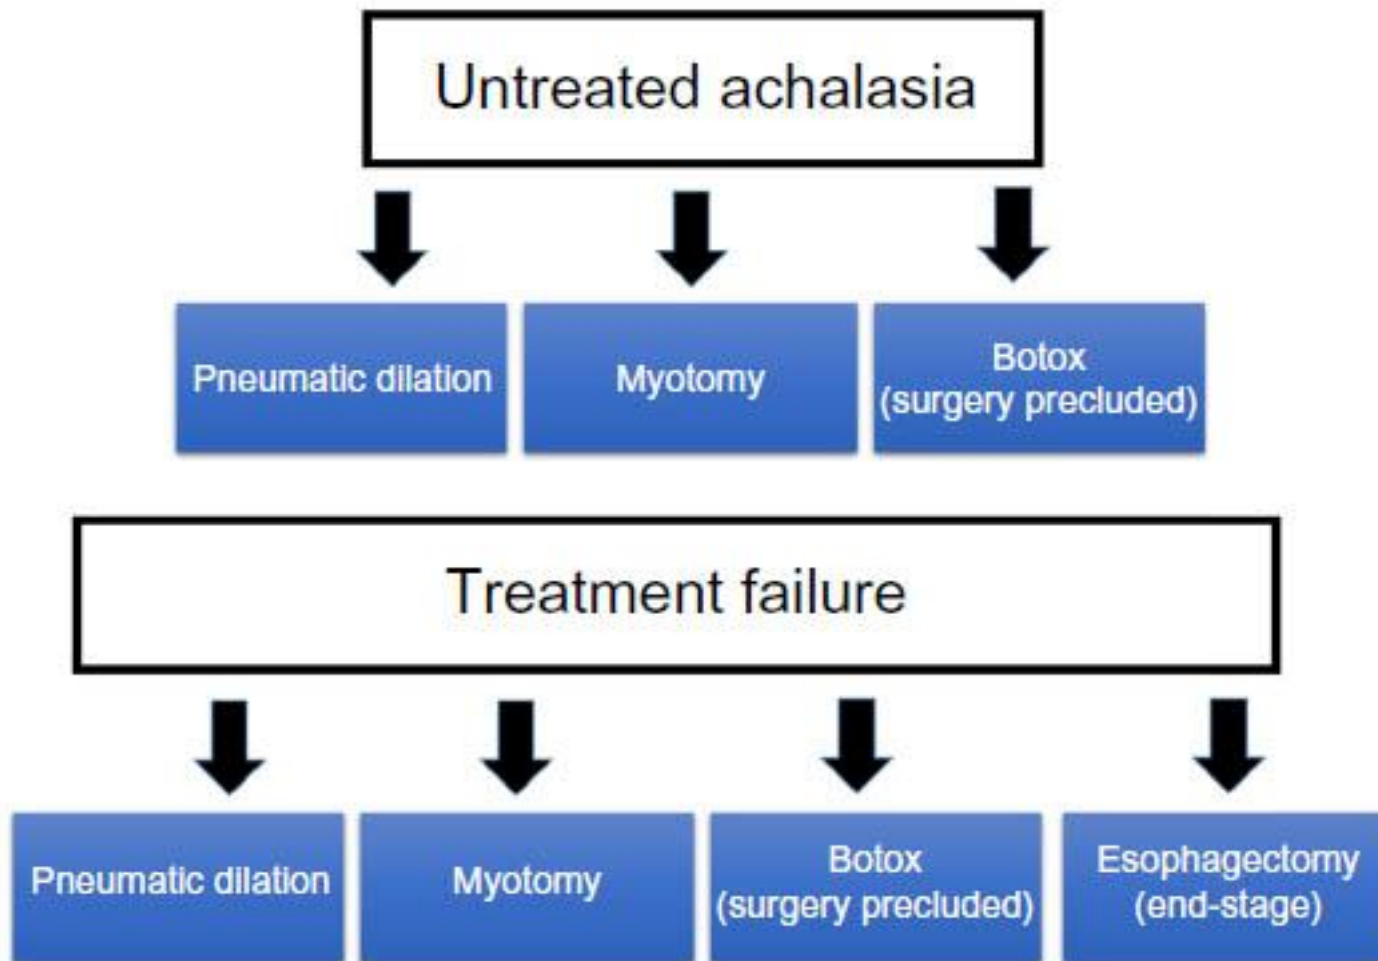 Untreated achalasia
Pneumatic dilation
Myotomy
Botox
(surgery precluded)
Treatment failure
Pneumatic dilation
Myotomy
Botox
(surgery precluded)
Esophagectomy
(end-stage)